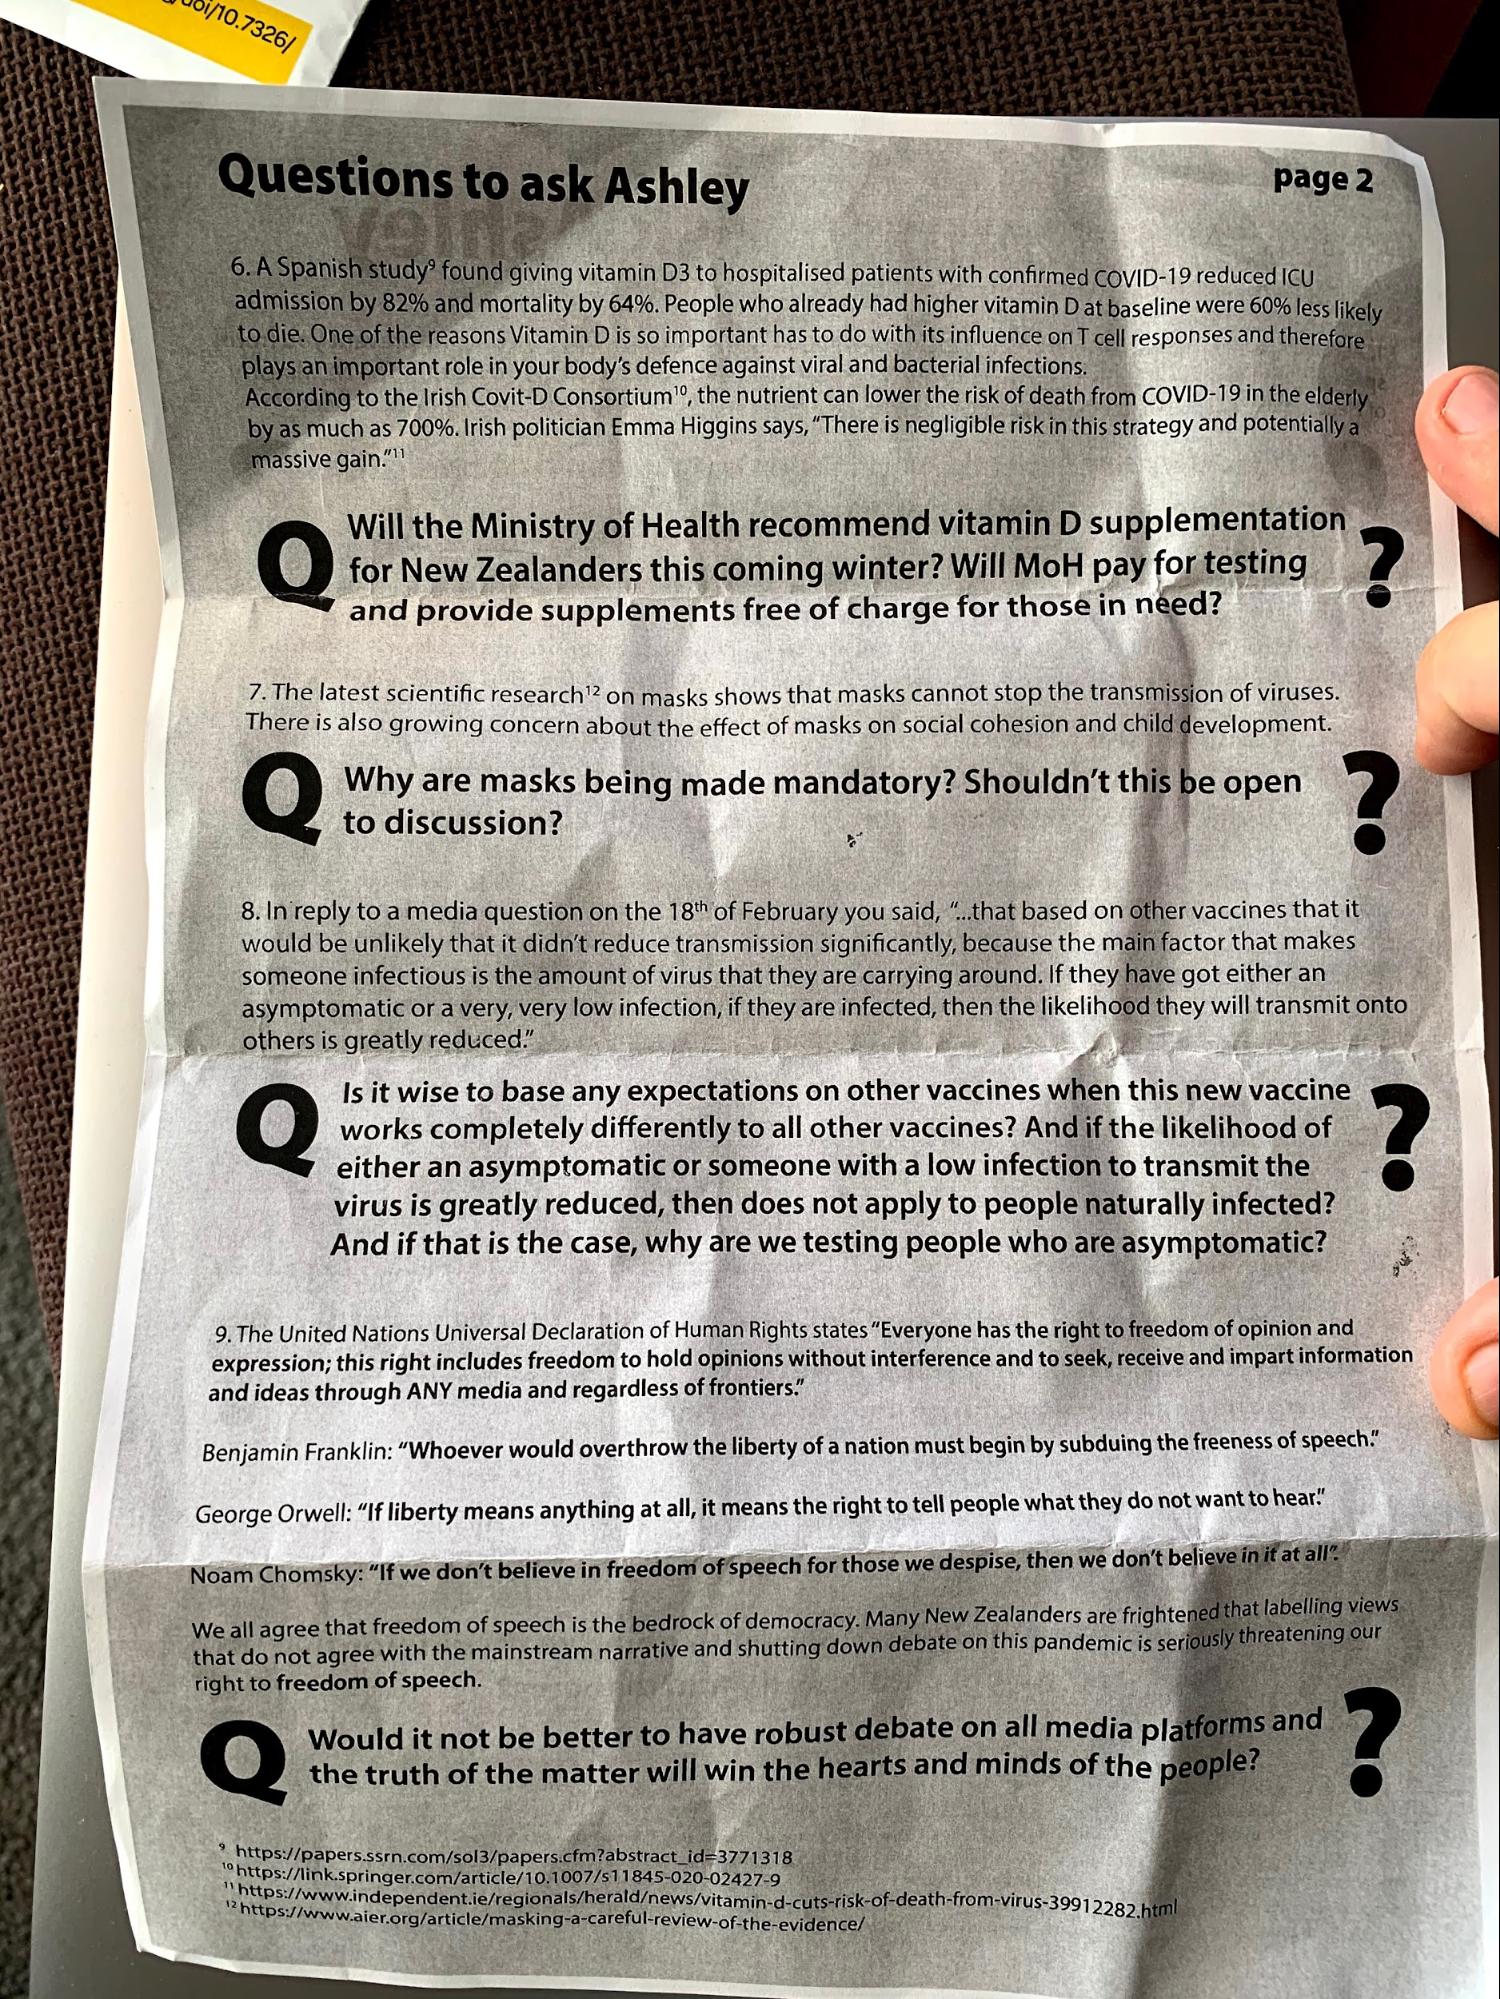 /doi/10.7326/
Questions to ask Ashley
page 2
6. A Spanish study⁹ found giving vitamin D3 to hospitalised patients with confirmed COVID-19 reduced ICU
admission by 82% and mortality by 64%. People who already had higher vitamin D at baseline were 60% less likely
to die. One of the reasons Vitamin D is so important has to do with its influence on T cell responses and therefore
plays an important role in your body's defence against viral and bacterial infections.
According to the Irish Covit-D Consortium¹⁰, the nutrient can lower the risk of death from COVID-19 in the elderly
by as much as 700%. Irish politician Emma Higgins says, "There is negligible risk in this strategy and potentially a
massive gain."¹¹
Q Will the Ministry of Health recommend vitamin D supplementation ?
for New Zealanders this coming winter? Will MoH pay for testing
and provide supplements free of charge for those in need?
7. The latest scientific research¹² on masks shows that masks cannot stop the transmission of viruses.
There is also growing concern about the effect of masks on social cohesion and child development.
Q Why are masks being made mandatory? Shouldn't this be open ?
to discussion?
8. In reply to a media question on the 18th of February you said, "...that based on other vaccines that it
would be unlikely that it didn't reduce transmission significantly, because the main factor that makes
someone infectious is the amount of virus that they are carrying around. If they have got either an
asymptomatic or a very, very low infection, if they are infected, then the likelihood they will transmit onto
others is greatly reduced."
Q Is it wise to base any expectations on other vaccines when this new vaccine ?
works completely differently to all other vaccines? And if the likelihood of
either an asymptomatic or someone with a low infection to transmit the
virus is greatly reduced, then does not apply to people naturally infected?
And if that is the case, why are we testing people who are asymptomatic?
9. The United Nations Universal Declaration of Human Rights states "Everyone has the right to freedom of opinion and
expression; this right includes freedom to hold opinions without interference and to seek, receive and impart information
and ideas through ANY media and regardless of frontiers."
Benjamin Franklin: "Whoever would overthrow the liberty of a nation must begin by subduing the freeness of speech."
George Orwell: "If liberty means anything at all, it means the right to tell people what they do not want to hear."
Noam Chomsky: "If we don't believe in freedom of speech for those we despise, then we don't believe in it at all".
We all agree that freedom of speech is the bedrock of democracy. Many New Zealanders are frightened that labelling views
that do not agree with the mainstream narrative and shutting down debate on this pandemic is seriously threatening our
right to freedom of speech.
Q Would it not be better to have robust debate on all media platforms and ?
the truth of the matter will win the hearts and minds of the people?
⁹ https://papers.ssrn.com/sol3/papers.cfm?abstract_id=3771318
¹⁰ https://link.springer.com/article/10.1007/s11845-020-02427-9
¹¹ https://www.independent.ie/regionals/herald/news/vitamin-d-cuts-risk-of-death-from-virus-39912282.html
¹² https://www.aier.org/article/masking-a-careful-review-of-the-evidence/